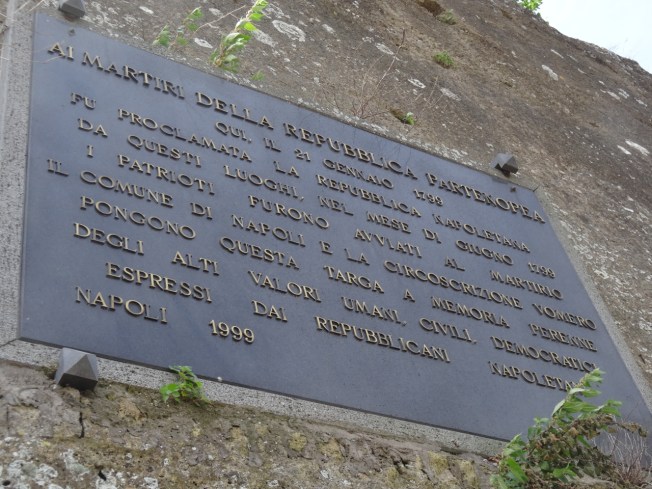 AI MARTIRI DELLA REPUBBLICA PARTENOPEA
QUI, IL 21 GENNAIO 1799
FU PROCLAMATA LA REPUBBLICA NAPOLETANA
DA QUESTI LUOGHI, NEL MESE DI GIUGNO 1799
I PATRIOTI FURONO AVVIATI AL MARTIRIO
IL COMUNE DI NAPOLI E LA CIRCOSCRIZIONE VOMERO
PONGONO QUESTA TARGA A MEMORIA PERENNE
DEGLI ALTI VALORI UMANI, CIVILI, DEMOCRATICI
ESPRESSI DAI REPUBBLICANI NAPOLETANI
NAPOLI 1999